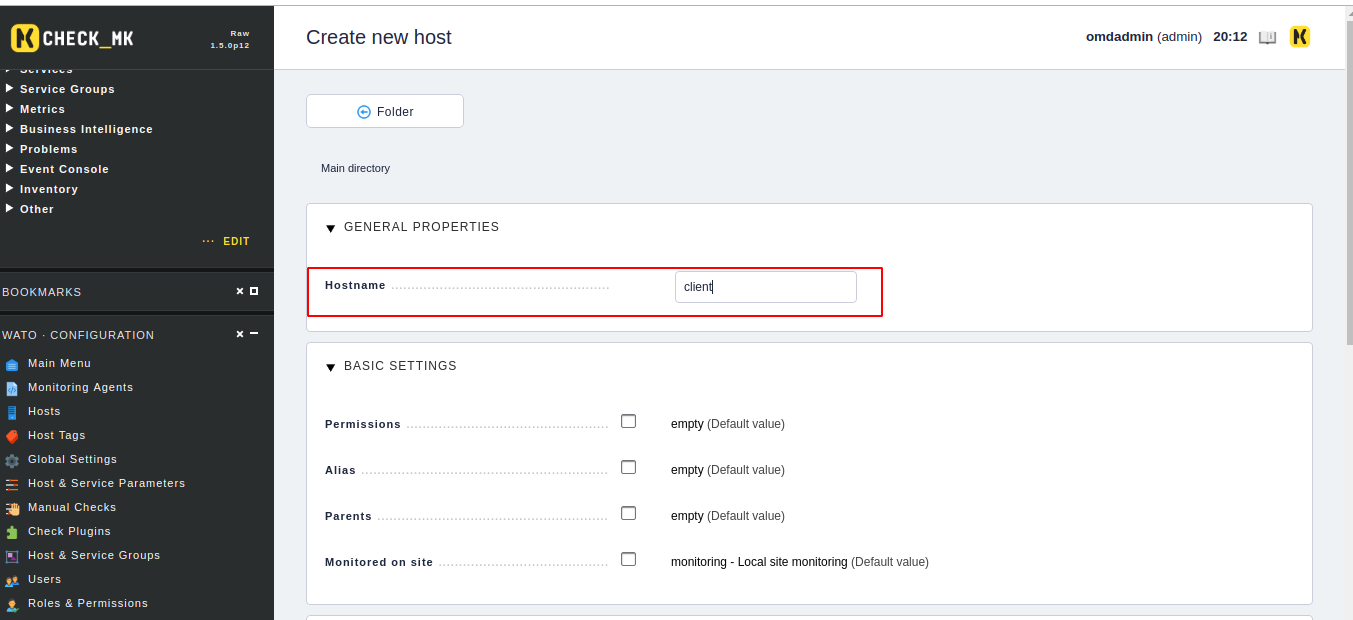 CHECK_MK
Raw
1.5.0p12
Services
Service Groups
Metrics
Business Intelligence
Problems
Event Console
Inventory
Other
... EDIT
BOOKMARKS
WATO · CONFIGURATION
Main Menu
Monitoring Agents
Hosts
Host Tags
Global Settings
Host & Service Parameters
Manual Checks
Check Plugins
Host & Service Groups
Users
Roles & Permissions
Create new host
omdadmin (admin) 20:12
Folder
Main directory
GENERAL PROPERTIES
Hostname client
BASIC SETTINGS
Permissions empty (Default value)
Alias empty (Default value)
Parents empty (Default value)
Monitored on site monitoring - Local site monitoring (Default value)